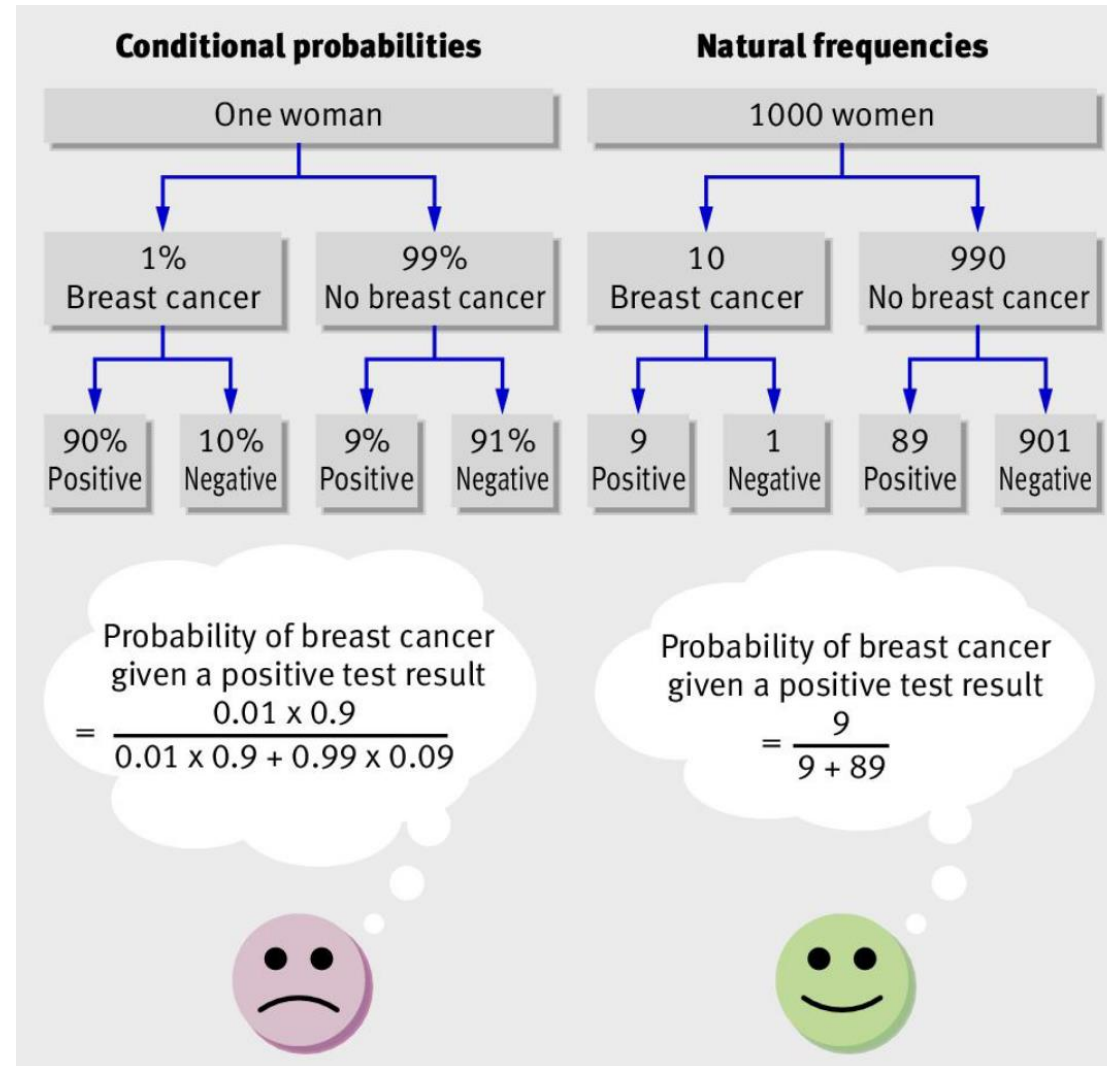 Conditional probabilities
One woman
1%
Breast cancer
99%
No breast cancer
90%
Positive
10%
Negative
9%
Positive
91%
Negative
Probability of breast cancer
given a positive test result
= 0.01 x 0.9
0.01 x 0.9 + 0.99 x 0.09
Natural frequencies
1000 women
10
Breast cancer
990
No breast cancer
9
Positive
1
Negative
89
Positive
901
Negative
Probability of breast cancer
given a positive test result
= 9
9 + 89